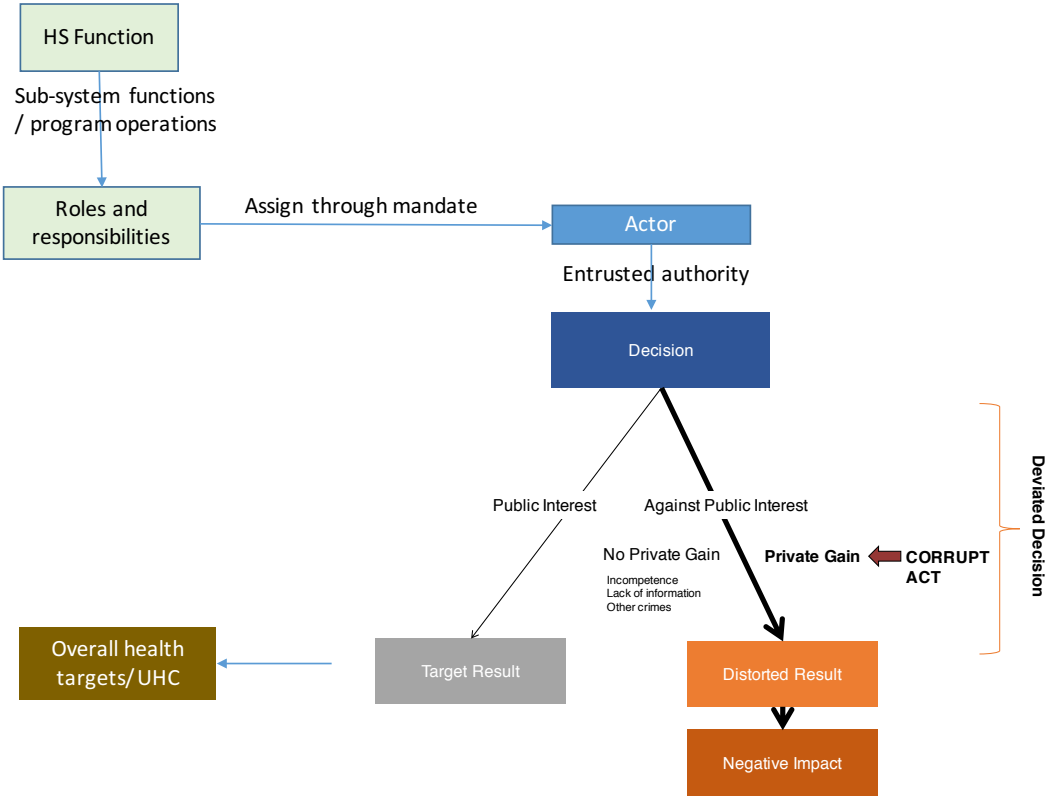 HS Function
Sub-system functions
/ program operations
Roles and
responsibilities
Assign through mandate
Actor
Entrusted authority
Decision
Public Interest
Against Public Interest
No Private Gain
Incompetence
Lack of information
Other crimes
Private Gain
CORRUPT
ACT
Deviated Decision
Overall health
targets/ UHC
Target Result
Distorted Result
Negative Impact